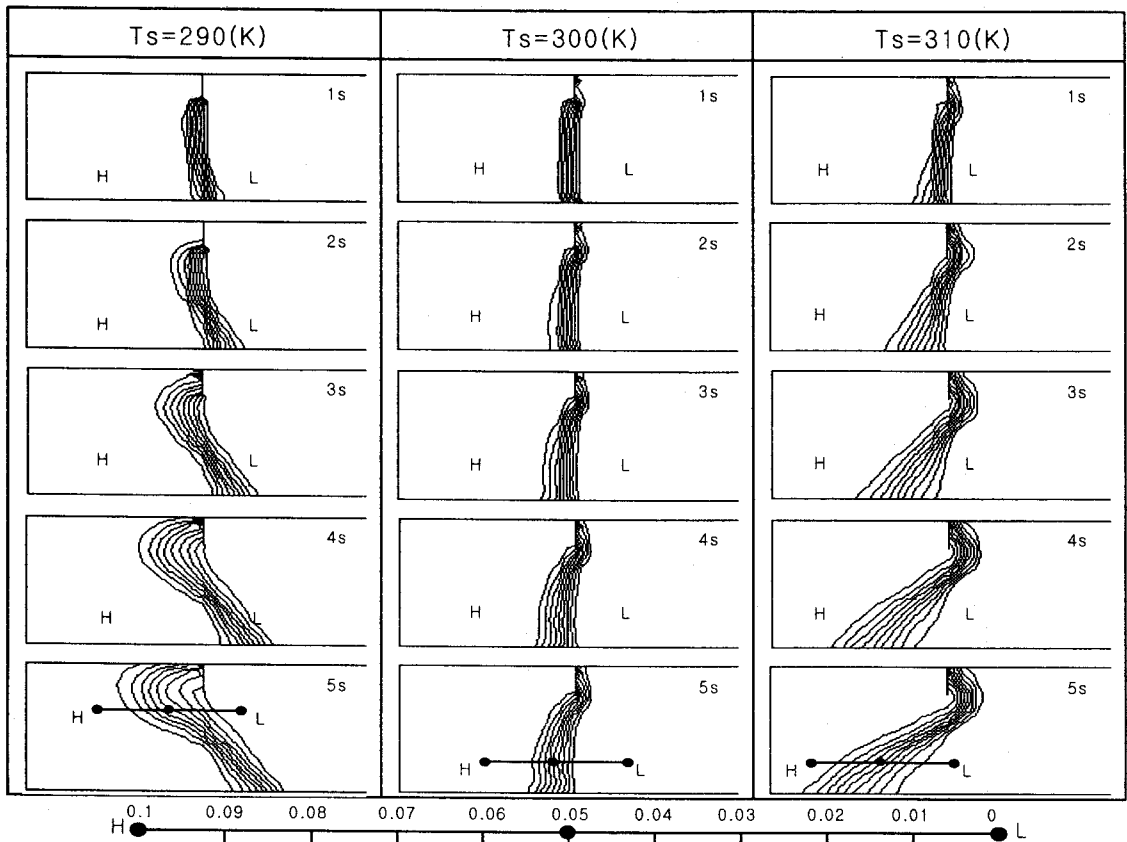 Ts=290(K) Ts=300(K) Ts=310(K)
1s 1s 1s
H L H L H L
2s 2s 2s
H L H L H L
3s 3s 3s
H L H L H L
4s 4s 4s
H L H L H L
5s 5s 5s
H L H L H L
0.1 0.09 0.08 0.07 0.06 0.05 0.04 0.03 0.02 0.01 0
H L